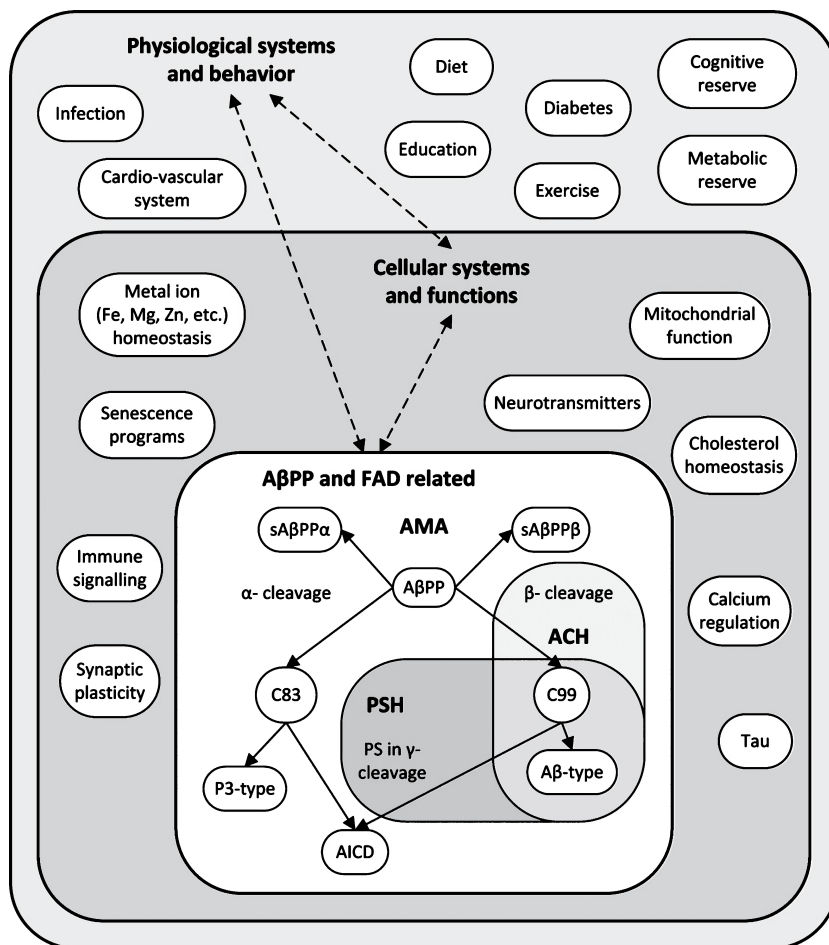 Physiological systems
and behavior
Diet
Cognitive
reserve
Infection
Diabetes
Education
Metabolic
reserve
Cardio-vascular
system
Exercise
Cellular systems
and functions
Metal ion
(Fe, Mg, Zn, etc.)
homeostasis
Mitochondrial
function
Neurotransmitters
Senescence
programs
Cholesterol
homeostasis
AβPP and FAD related
sAβPPα
AMA
sAβPPβ
Immune
signalling
α- cleavage
AβPP
β- cleavage
Calcium
regulation
ACH
Synaptic
plasticity
C83
PSH
C99
Tau
PS in γ-
cleavage
P3-type
Aβ-type
AICD